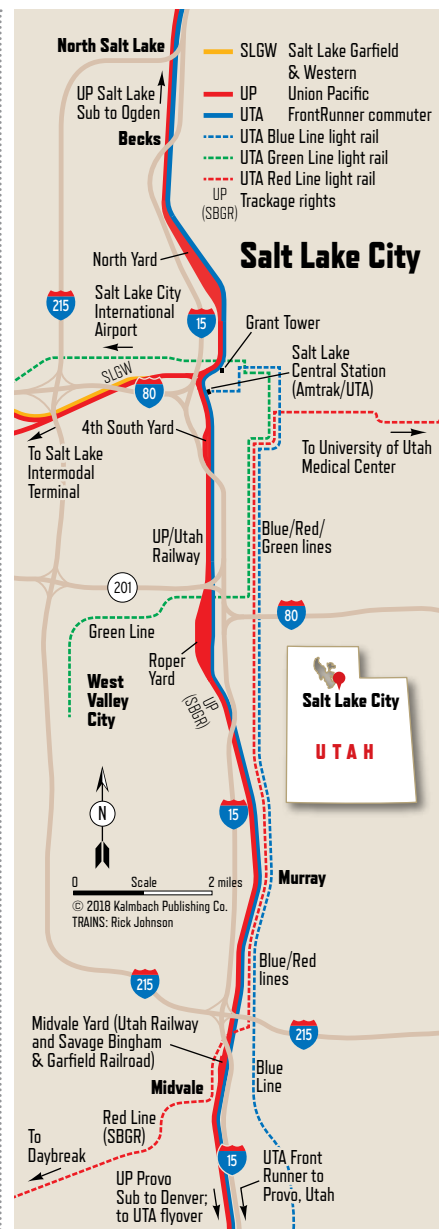 North Salt Lake
SLGW Salt Lake Garfield
& Western
UP Union Pacific
UTA FrontRunner commuter
UTA Blue Line light rail
UTA Green Line light rail
UTA Red Line light rail
UP
(SBGR) Trackage rights
UP Salt Lake
Sub to Ogden
Becks
Salt Lake City
North Yard
215
Salt Lake City
International
Airport
15
Grant Tower
Salt Lake
Central Station
(Amtrak/UTA)
SLGW
80
4th South Yard
To Salt Lake
Intermodal
Terminal
To University of Utah
Medical Center
UP/Utah
Railway
Blue/Red/
Green lines
201
80
Green Line
Roper
Yard
West
Valley
City
UP
(SBGR)
Salt Lake City
UTAH
N
15
0 Scale 2 miles
© 2018 Kalmbach Publishing Co.
TRAINS: Rick Johnson
Murray
Blue/Red
lines
215
215
Midvale Yard (Utah Railway
and Savage Bingham
& Garfield Railroad)
Midvale
Blue
Line
Red Line
(SBGR)
To
Daybreak
15
UP Provo
Sub to Denver;
to UTA flyover
UTA Front
Runner to
Provo, Utah